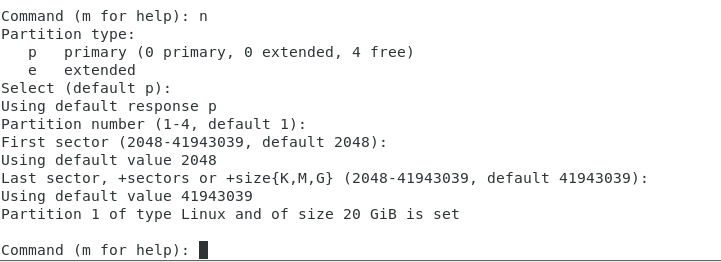 Command (m for help): n
Partition type:
   p   primary (0 primary, 0 extended, 4 free)
   e   extended
Select (default p):
Using default response p
Partition number (1-4, default 1):
First sector (2048-41943039, default 2048):
Using default value 2048
Last sector, +sectors or +size{K,M,G} (2048-41943039, default 41943039):
Using default value 41943039
Partition 1 of type Linux and of size 20 GiB is set

Command (m for help):